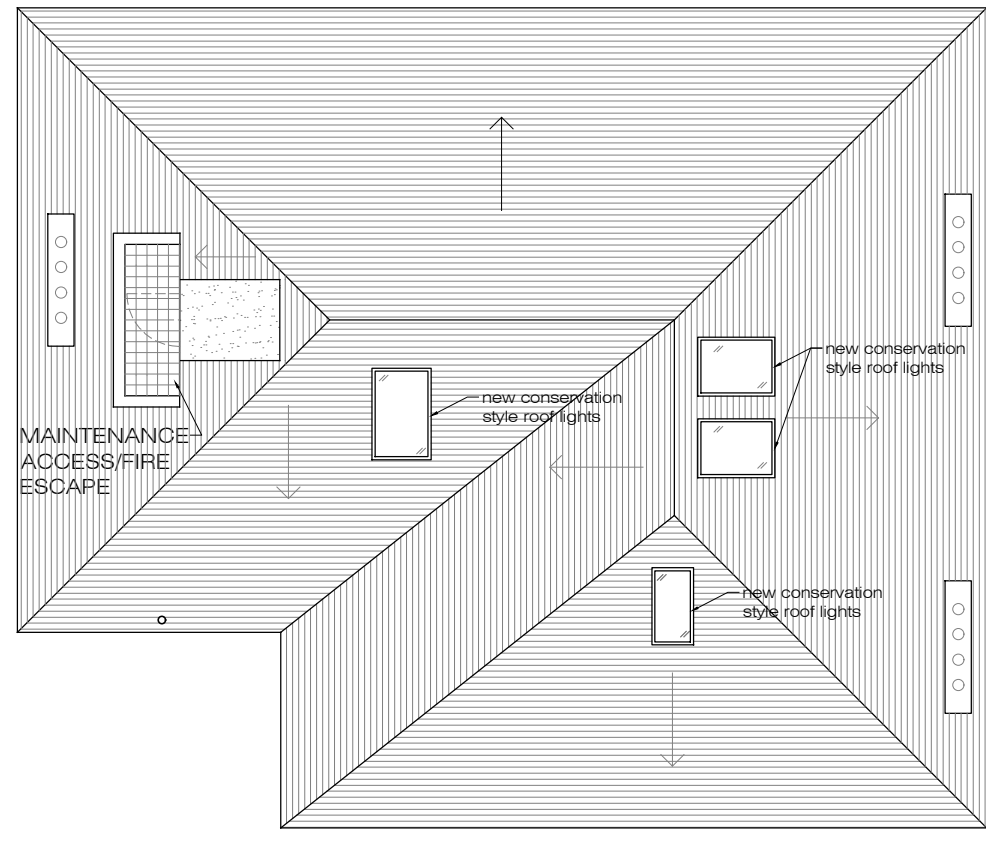 new conservation
style roof lights
new conservation
style roof lights
MAINTENANCE
ACCESS/FIRE
ESCAPE
new conservation
style roof lights